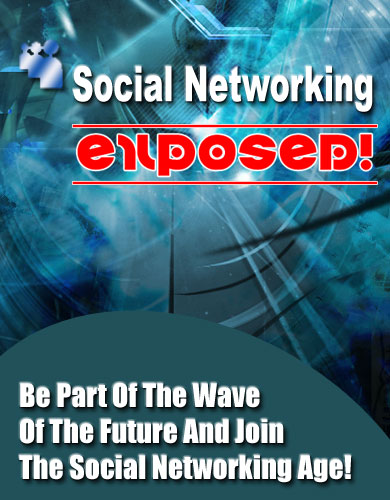 Social Networking
exposed!
Be Part Of The Wave
Of The Future And Join
The Social Networking Age!